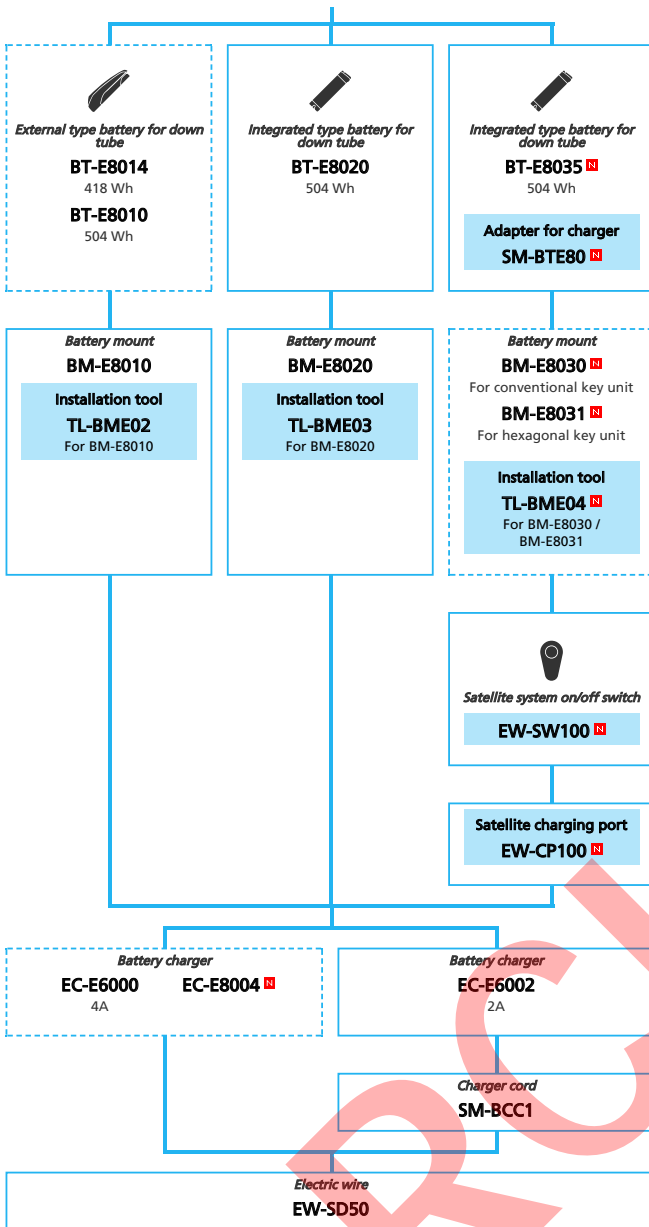 External type battery for down
tube
BT-E8014
418 Wh
BT-E8010
504 Wh
Integrated type battery for
down tube
BT-E8020
504 Wh
Integrated type battery for
down tube
BT-E8035 N
504 Wh
Adapter for charger
SM-BTE80 N
Battery mount
BM-E8010
Installation tool
TL-BME02
For BM-E8010
Battery mount
BM-E8020
Installation tool
TL-BME03
For BM-E8020
Battery mount
BM-E8030 N
For conventional key unit
BM-E8031 N
For hexagonal key unit
Installation tool
TL-BME04 N
For BM-E8030 /
BM-E8031
Satellite system on/off switch
EW-SW100 N
Satellite charging port
EW-CP100 N
Battery charger
EC-E6000 EC-E8004 N
4A
Battery charger
EC-E6002
2A
Charger cord
SM-BCC1
Electric wire
EW-SD50